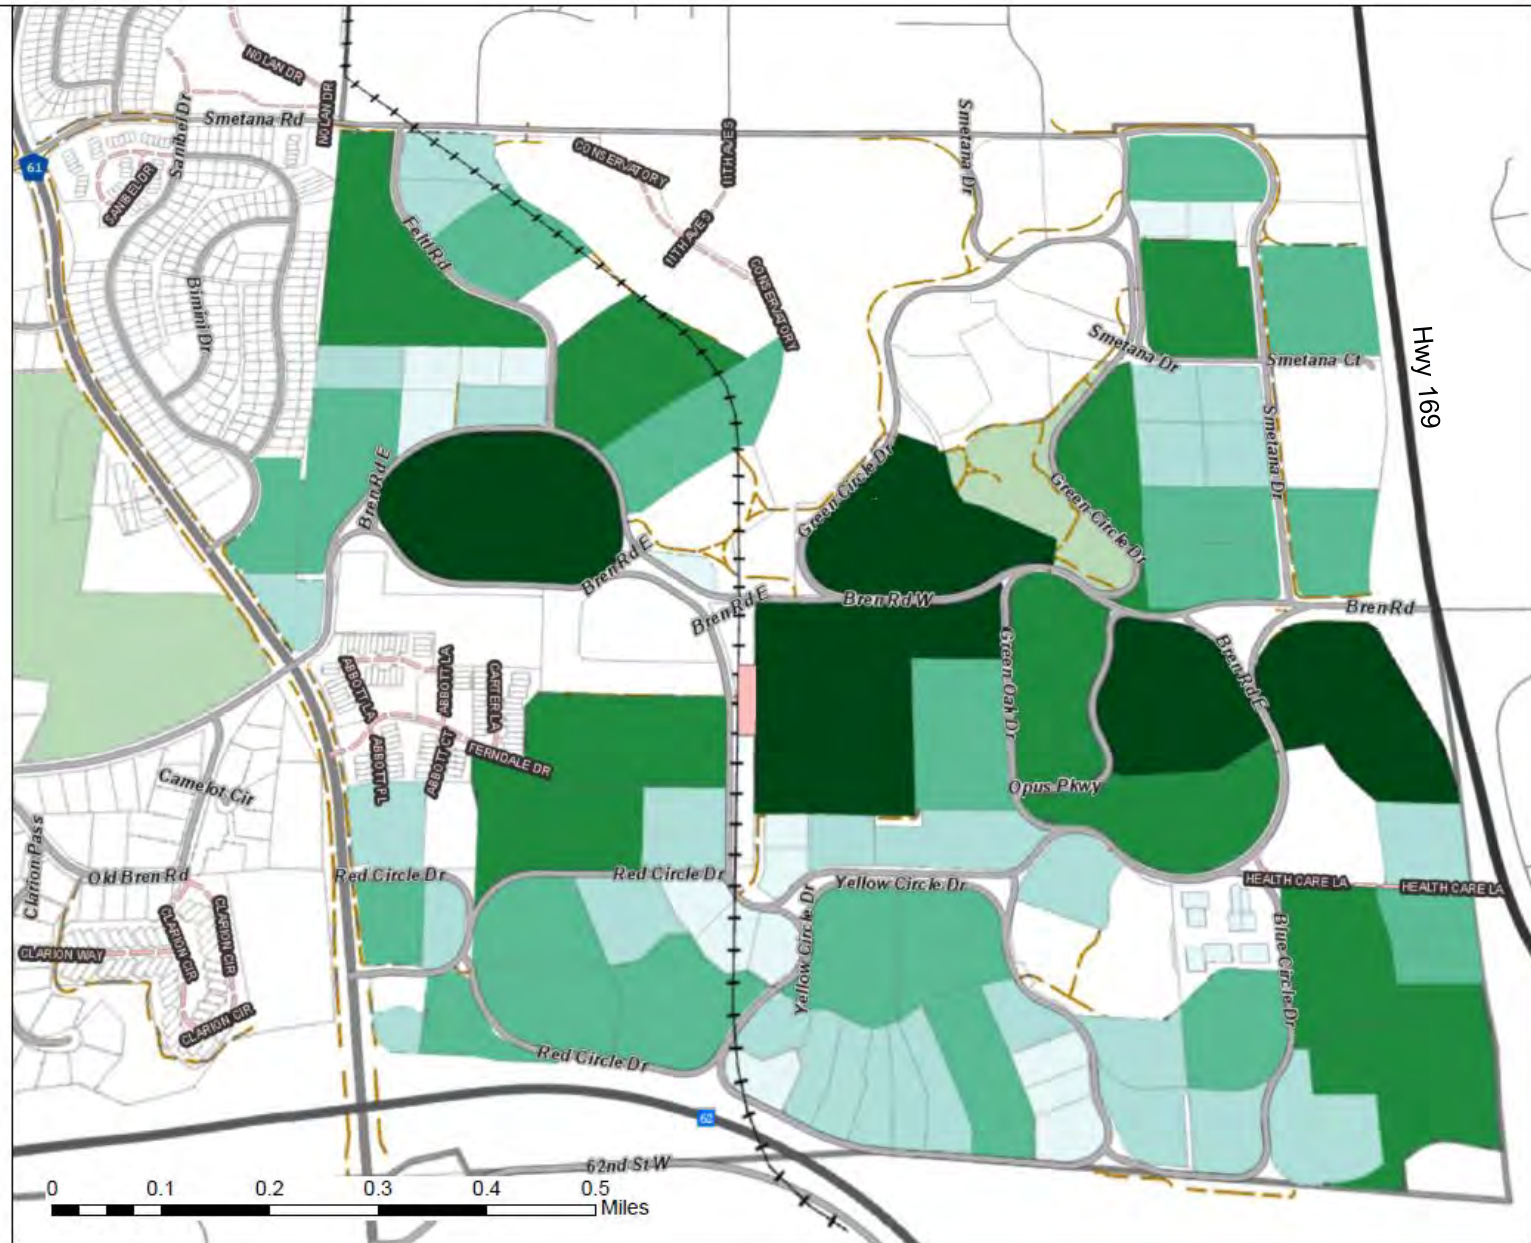 NOLAN DR
NOLAN DR
Smetana Rd
Sanibel Dr
SANIBEL DR
61
CONSERVATORY
11TH AVE S
11TH AVE S
CONSERVATORY
Smetana Dr
Feltl Rd
Bimini Dr
Smetana Dr
Smetana Ct
Hwy 169
Smetana Dr
Bren Rd E
Green Circle Dr
Green Circle Dr
Bren Rd E
Bren Rd E
Bren Rd W
Bren Rd
Green Oak Dr
Bren Rd E
ABBOTT LA
ABBOTT LA
CARTER LA
ABBOTT PL
ABBOTT CT
FERNDALE DR
Camelot Cir
Opus Pkwy
Clarion Pass
Old Bren Rd
Red Circle Dr
Red Circle Dr
Yellow Circle Dr
HEALTH CARE LA
HEALTH CARE LA
CLARION WAY
CLARION CIR
CLARION CIR
CLARION CIR
Yellow Circle Dr
Blue Circle Dr
Red Circle Dr
62
62nd St W
0 0.1 0.2 0.3 0.4 0.5
Miles